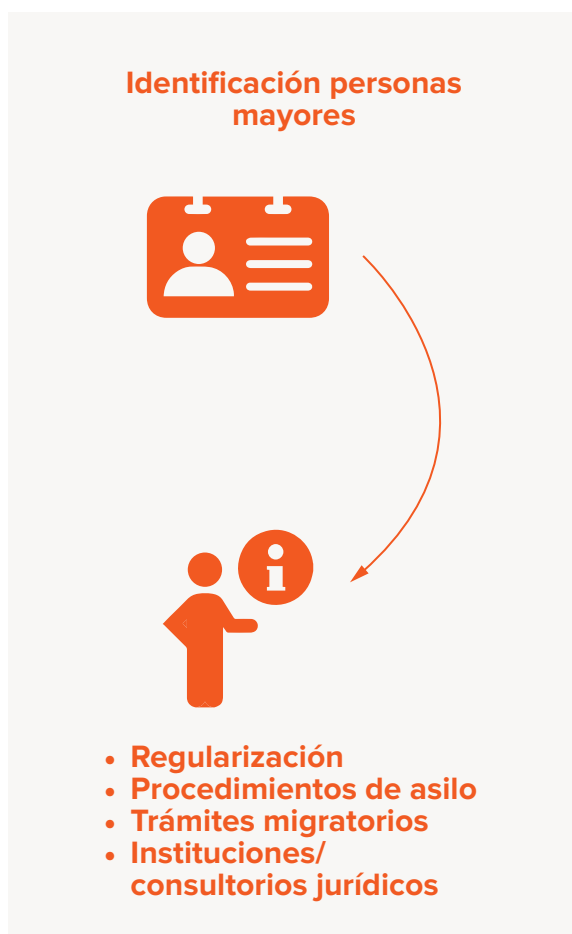 Identificación personas
mayores
• Regularización
• Procedimientos de asilo
• Trámites migratorios
• Instituciones/
consultorios jurídicos